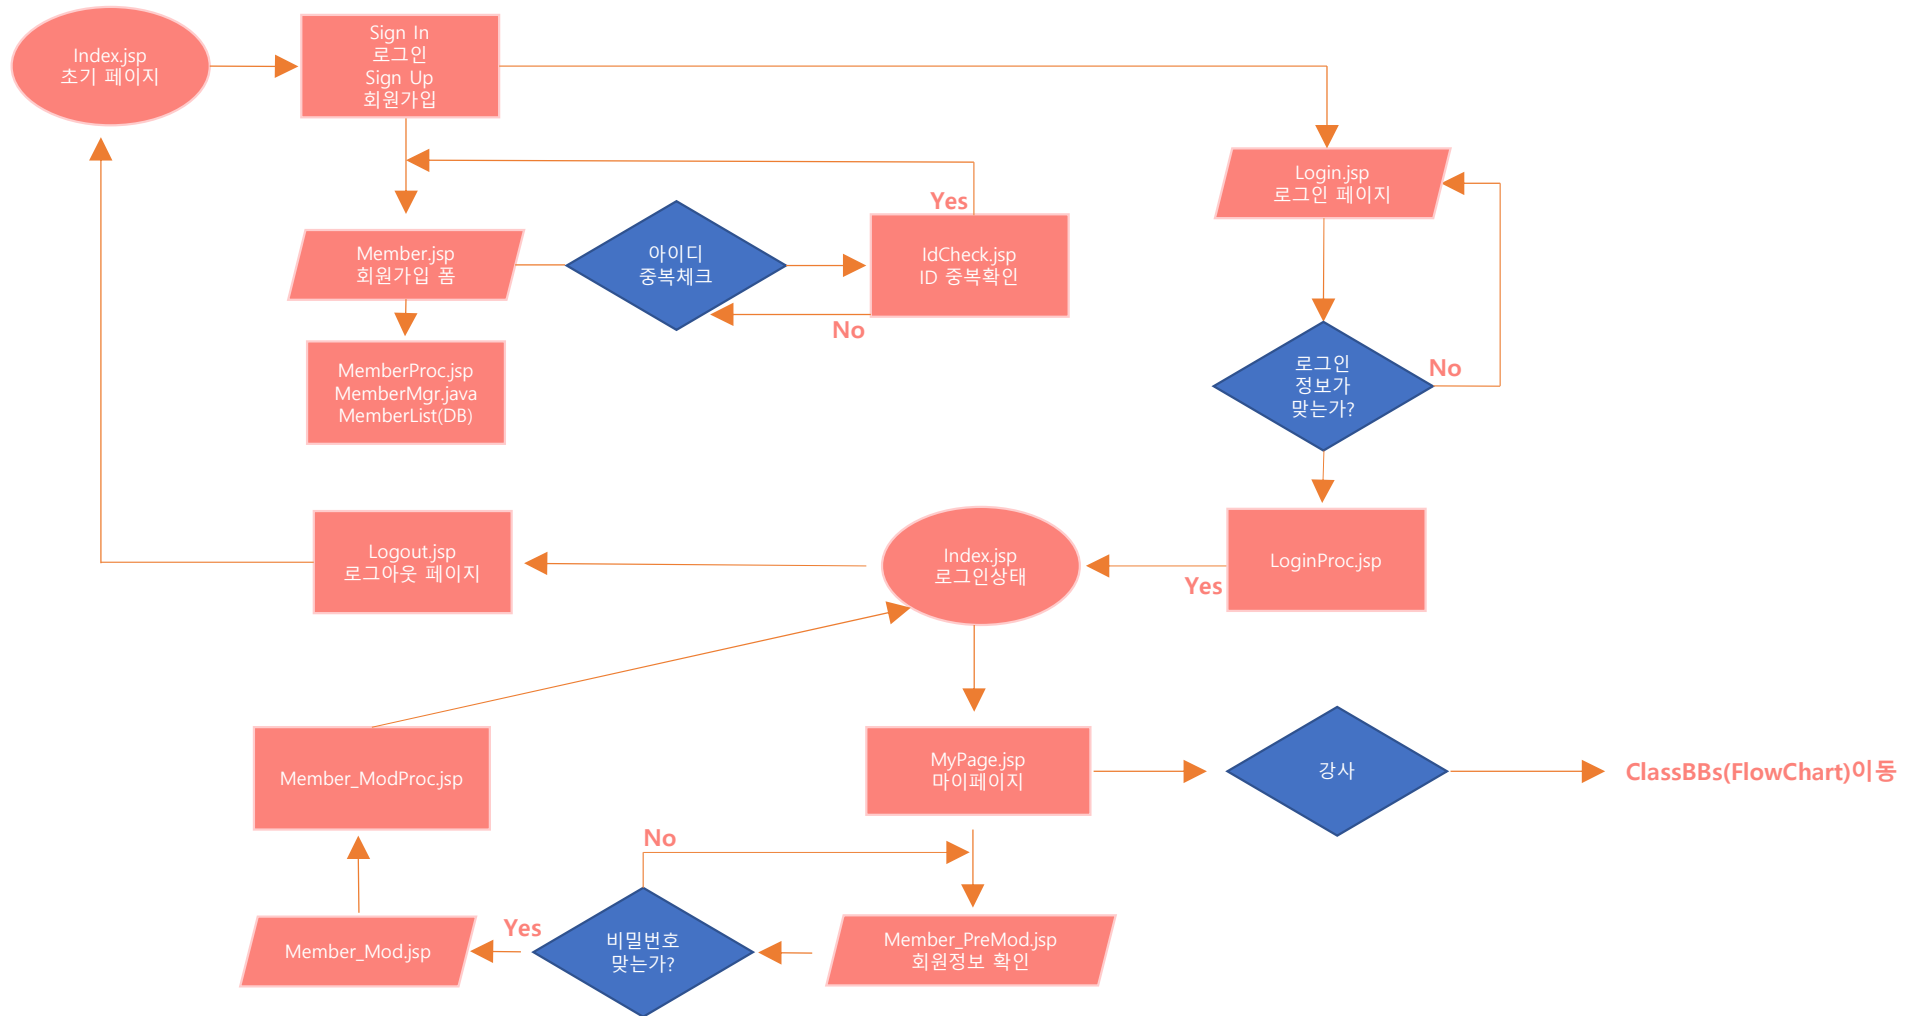 Index.jsp
초기 페이지
Sign In
로그인
Sign Up
회원가입
Login.jsp
로그인 페이지
Yes
Member.jsp
회원가입 폼
아이디
중복체크
IdCheck.jsp
ID 중복확인
No
MemberProc.jsp
MemberMgr.java
MemberList(DB)
로그인
정보가
맞는가?
No
Logout.jsp
로그아웃 페이지
Index.jsp
로그인상태
Yes
LoginProc.jsp
Member_ModProc.jsp
MyPage.jsp
마이페이지
강사
ClassBBs(FlowChart)이동
No
Yes
Member_Mod.jsp
비밀번호
맞는가?
Member_PreMod.jsp
회원정보 확인